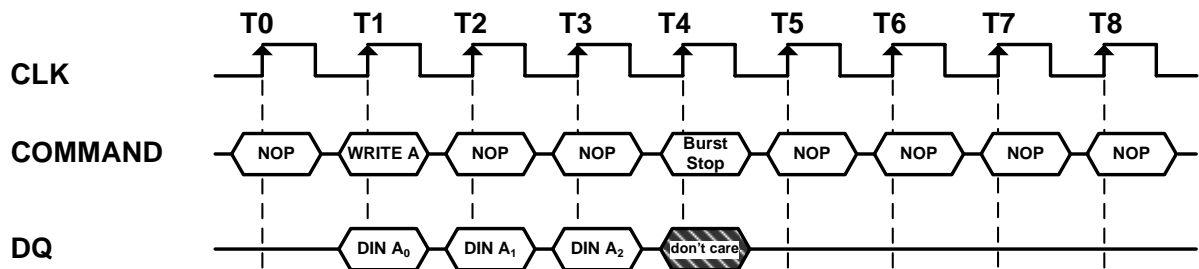 T0 T1 T2 T3 T4 T5 T6 T7 T8
CLK
COMMAND NOP WRITE A NOP NOP Burst Stop NOP NOP NOP NOP
DQ DIN A₀ DIN A₁ DIN A₂ don't care